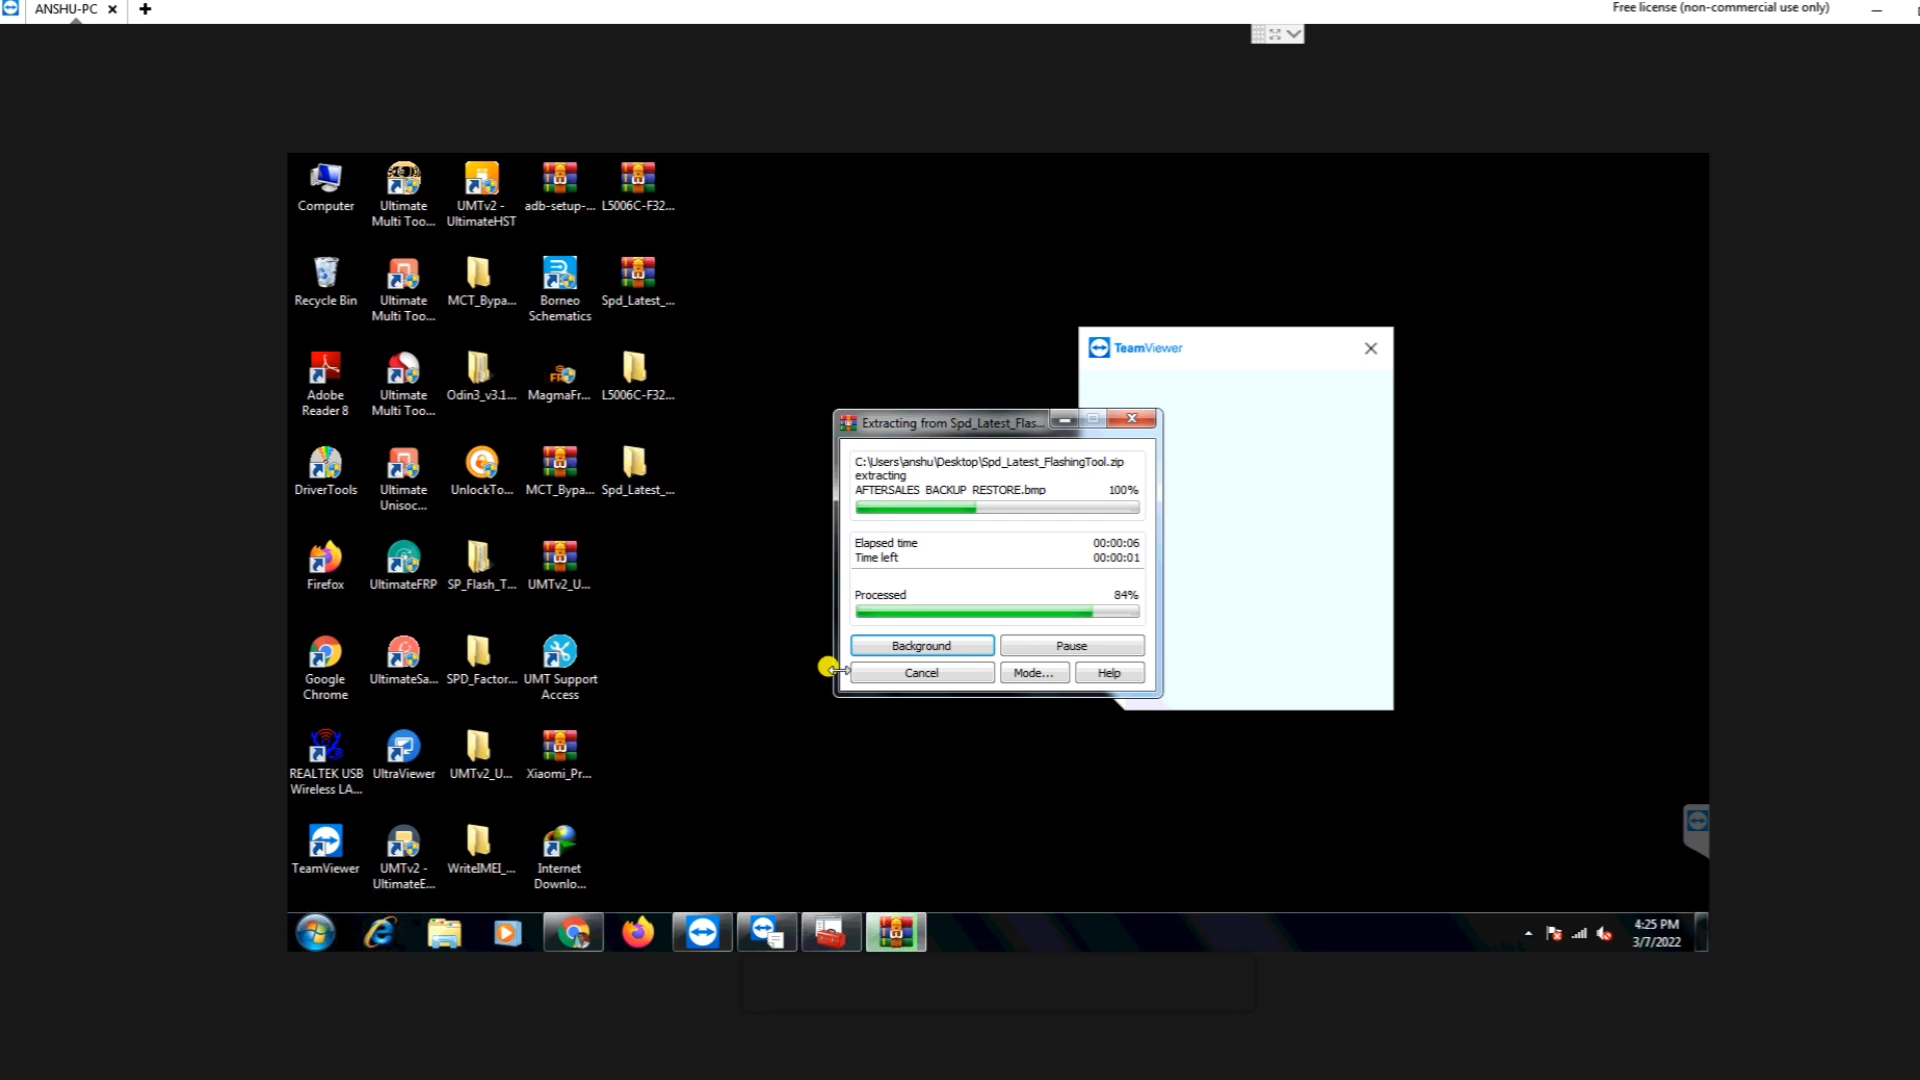 ANSHU-PC
Free license (non-commercial use only)
Computer
Ultimate
Multi Too...
UMTv2 -
UltimateHST
adb-setup-...
L5006C-F32...
Recycle Bin
Ultimate
Multi Too...
MCT_Bypa...
Borneo
Schematics
Spd_Latest_...
Adobe
Reader 8
Ultimate
Multi Too...
Odin3_v3.1...
MagmaFr...
L5006C-F32...
DriverTools
Ultimate
Unisoc...
UnlockTo...
MCT_Bypa...
Spd_Latest_...
Firefox
UltimateFRP
SP_Flash_T...
UMTv2_U...
Google
Chrome
UltimateSa...
SPD_Factor...
UMT Support
Access
REALTEK USB
Wireless LA...
UltraViewer
UMTv2_U...
Xiaomi_Pr...
TeamViewer
UMTv2 -
UltimateE...
WriteIMEI_...
Internet
Downlo...
TeamViewer
Extracting from Spd_Latest_Flas...
C:\Users\anshu\Desktop\Spd_Latest_FlashingTool.zip
extracting
AFTERSALES_BACKUP_RESTORE.bmp 100%
Elapsed time 00:00:06
Time left 00:00:01
Processed 84%
Background
Pause
Cancel
Mode...
Help
4:25 PM
3/7/2022